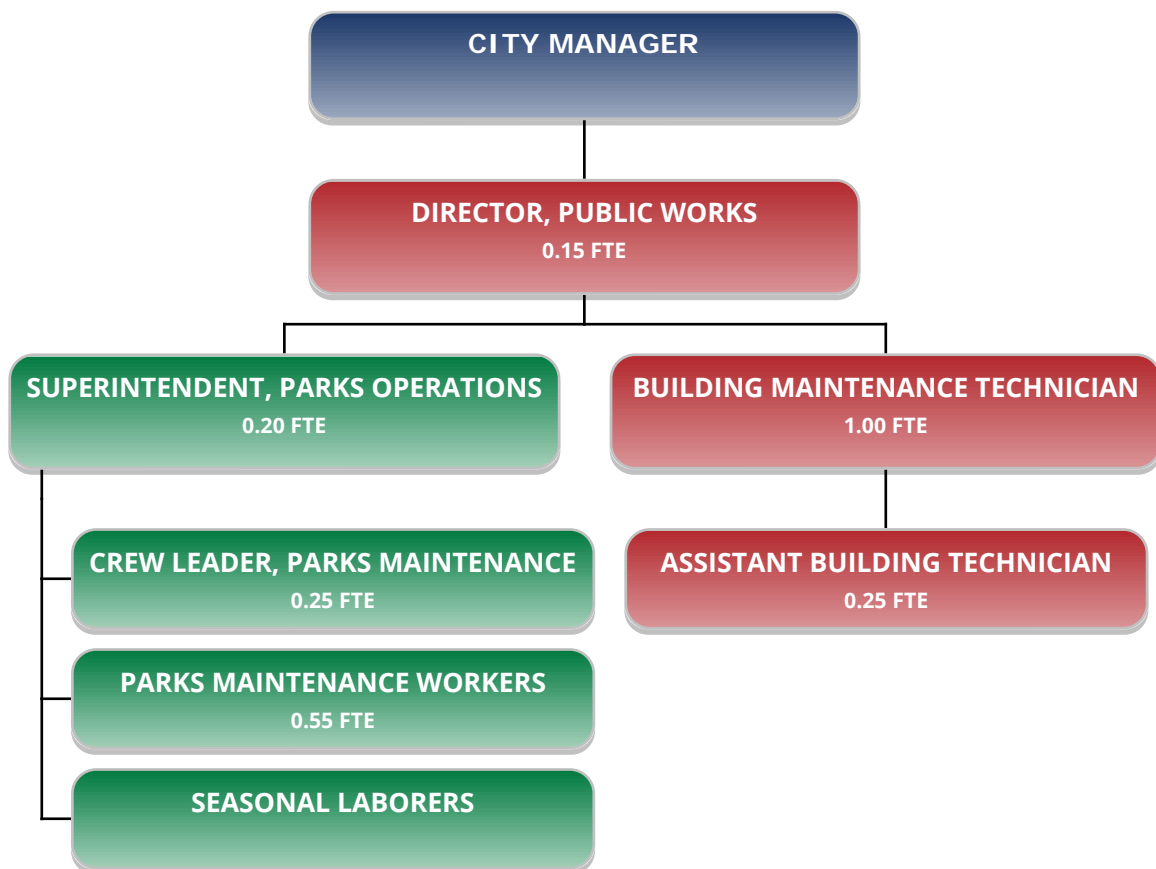 CITY MANAGER
DIRECTOR, PUBLIC WORKS
0.15 FTE
SUPERINTENDENT, PARKS OPERATIONS
0.20 FTE
BUILDING MAINTENANCE TECHNICIAN
1.00 FTE
CREW LEADER, PARKS MAINTENANCE
0.25 FTE
ASSISTANT BUILDING TECHNICIAN
0.25 FTE
PARKS MAINTENANCE WORKERS
0.55 FTE
SEASONAL LABORERS